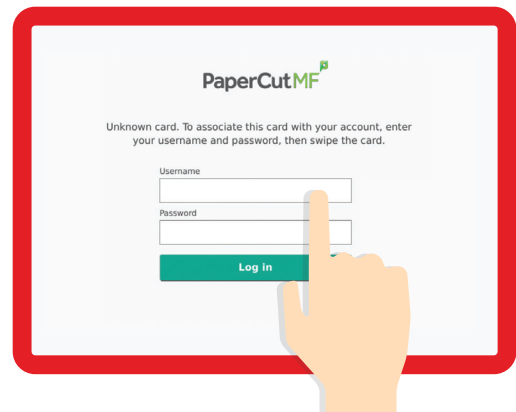 PaperCutMF
Unknown card. To associate this card with your account, enter
your username and password, then swipe the card.
Username
Password
Log in